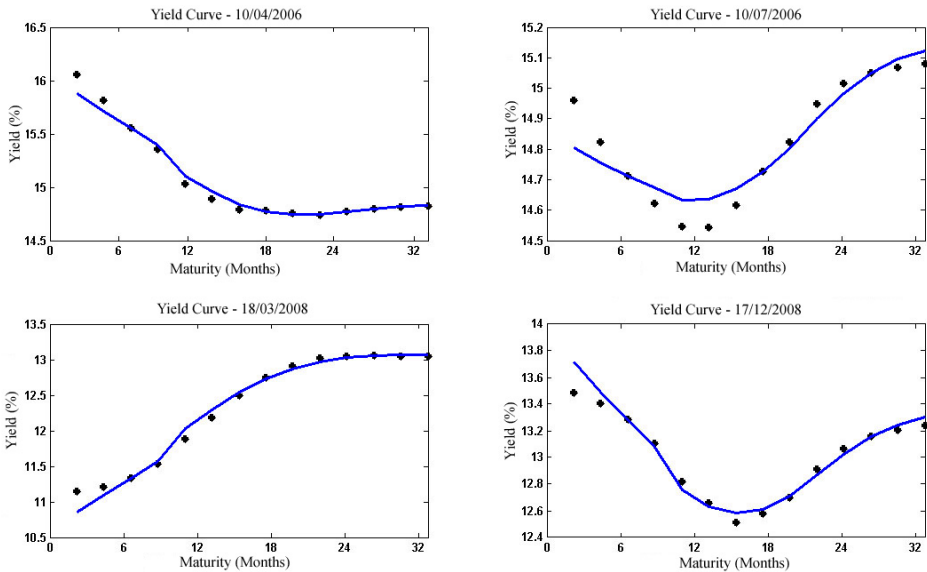 Yield Curve - 10/04/2006
16.5
16
15.5
15
14.5
Yield (%)
0 6 12 18 24 32
Maturity (Months)
Yield Curve - 10/07/2006
15.2
15.1
15
14.9
14.8
14.7
14.6
14.5
Yield (%)
0 6 12 18 24 32
Maturity (Months)
Yield Curve - 18/03/2008
13.5
13
12.5
12
11.5
11
10.5
Yield (%)
0 6 12 18 24 32
Maturity (Months)
Yield Curve - 17/12/2008
14
13.8
13.6
13.4
13.2
13
12.8
12.6
12.4
Yield (%)
0 6 12 18 24 32
Maturity (Months)